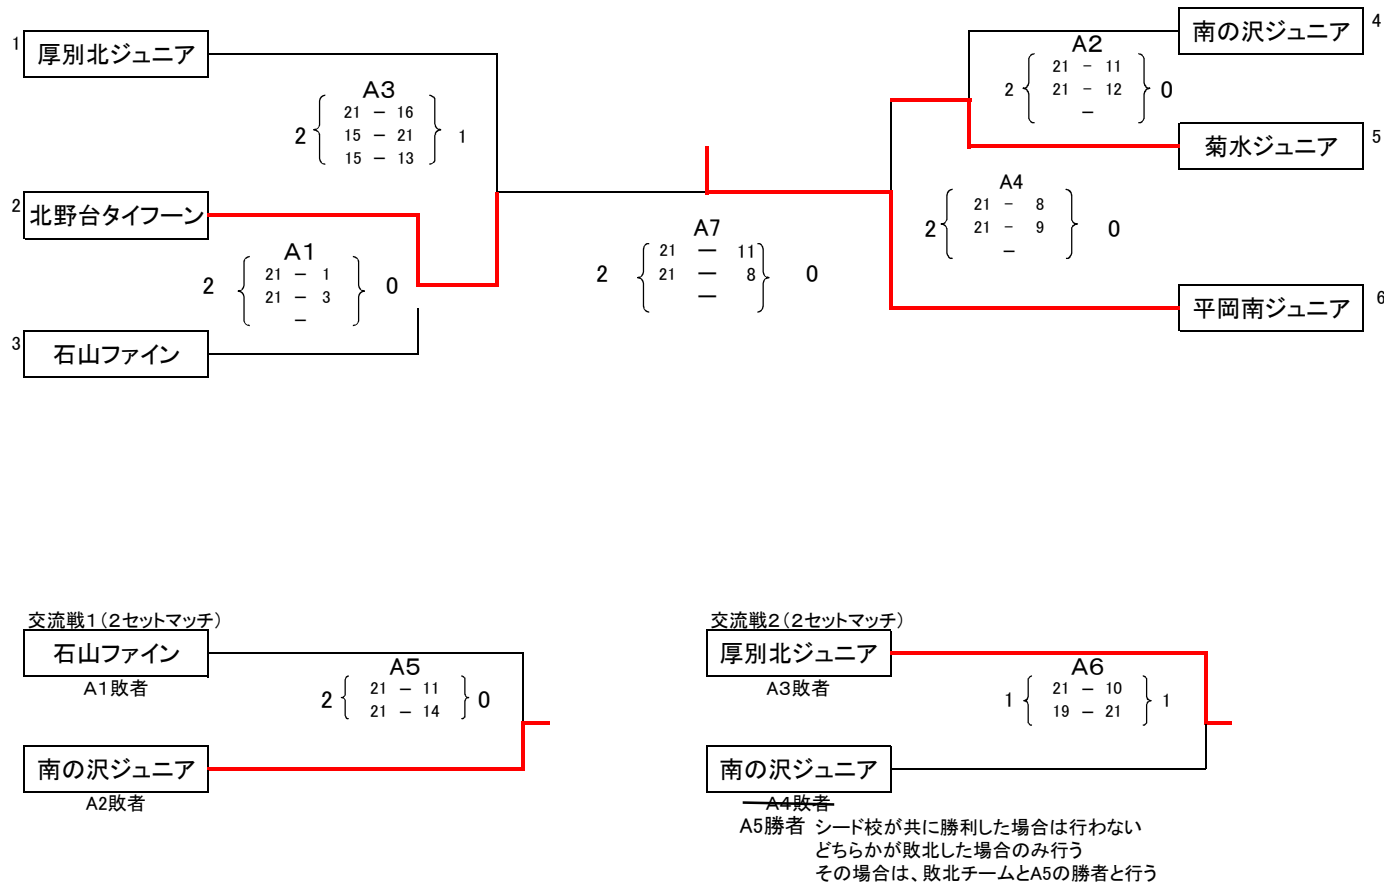 1 厚別北ジュニア
A3
21 － 16
2 15 － 21 1
15 － 13
2 北野台タイフーン
A1
21 － 1
2 21 － 3 0
－
3 石山ファイン
A7
21 － 11
2 21 － 8 0
－
南の沢ジュニア 4
A2
21 － 11
2 21 － 12 0
－
菊水ジュニア 5
A4
21 － 8
2 21 － 9 0
－
平岡南ジュニア 6
交流戦１（２セットマッチ）
石山ファイン
A1敗者
A5
21 － 11
2 21 － 14 0
南の沢ジュニア
A2敗者
交流戦２（２セットマッチ）
厚別北ジュニア
A3敗者
A6
21 － 10
1 19 － 21 1
南の沢ジュニア
A4敗者
A5勝者 シード校が共に勝利した場合は行わない
どちらかが敗北した場合のみ行う
その場合は、敗北チームとA5の勝者と行う